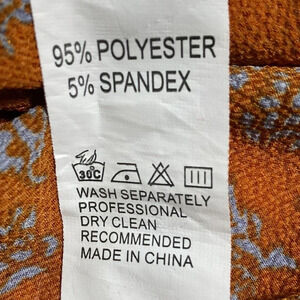 95% POLYESTER
5% SPANDEX
30°C
WASH SEPARATELY
PROFESSIONAL
DRY CLEAN
RECOMMENDED
MADE IN CHINA